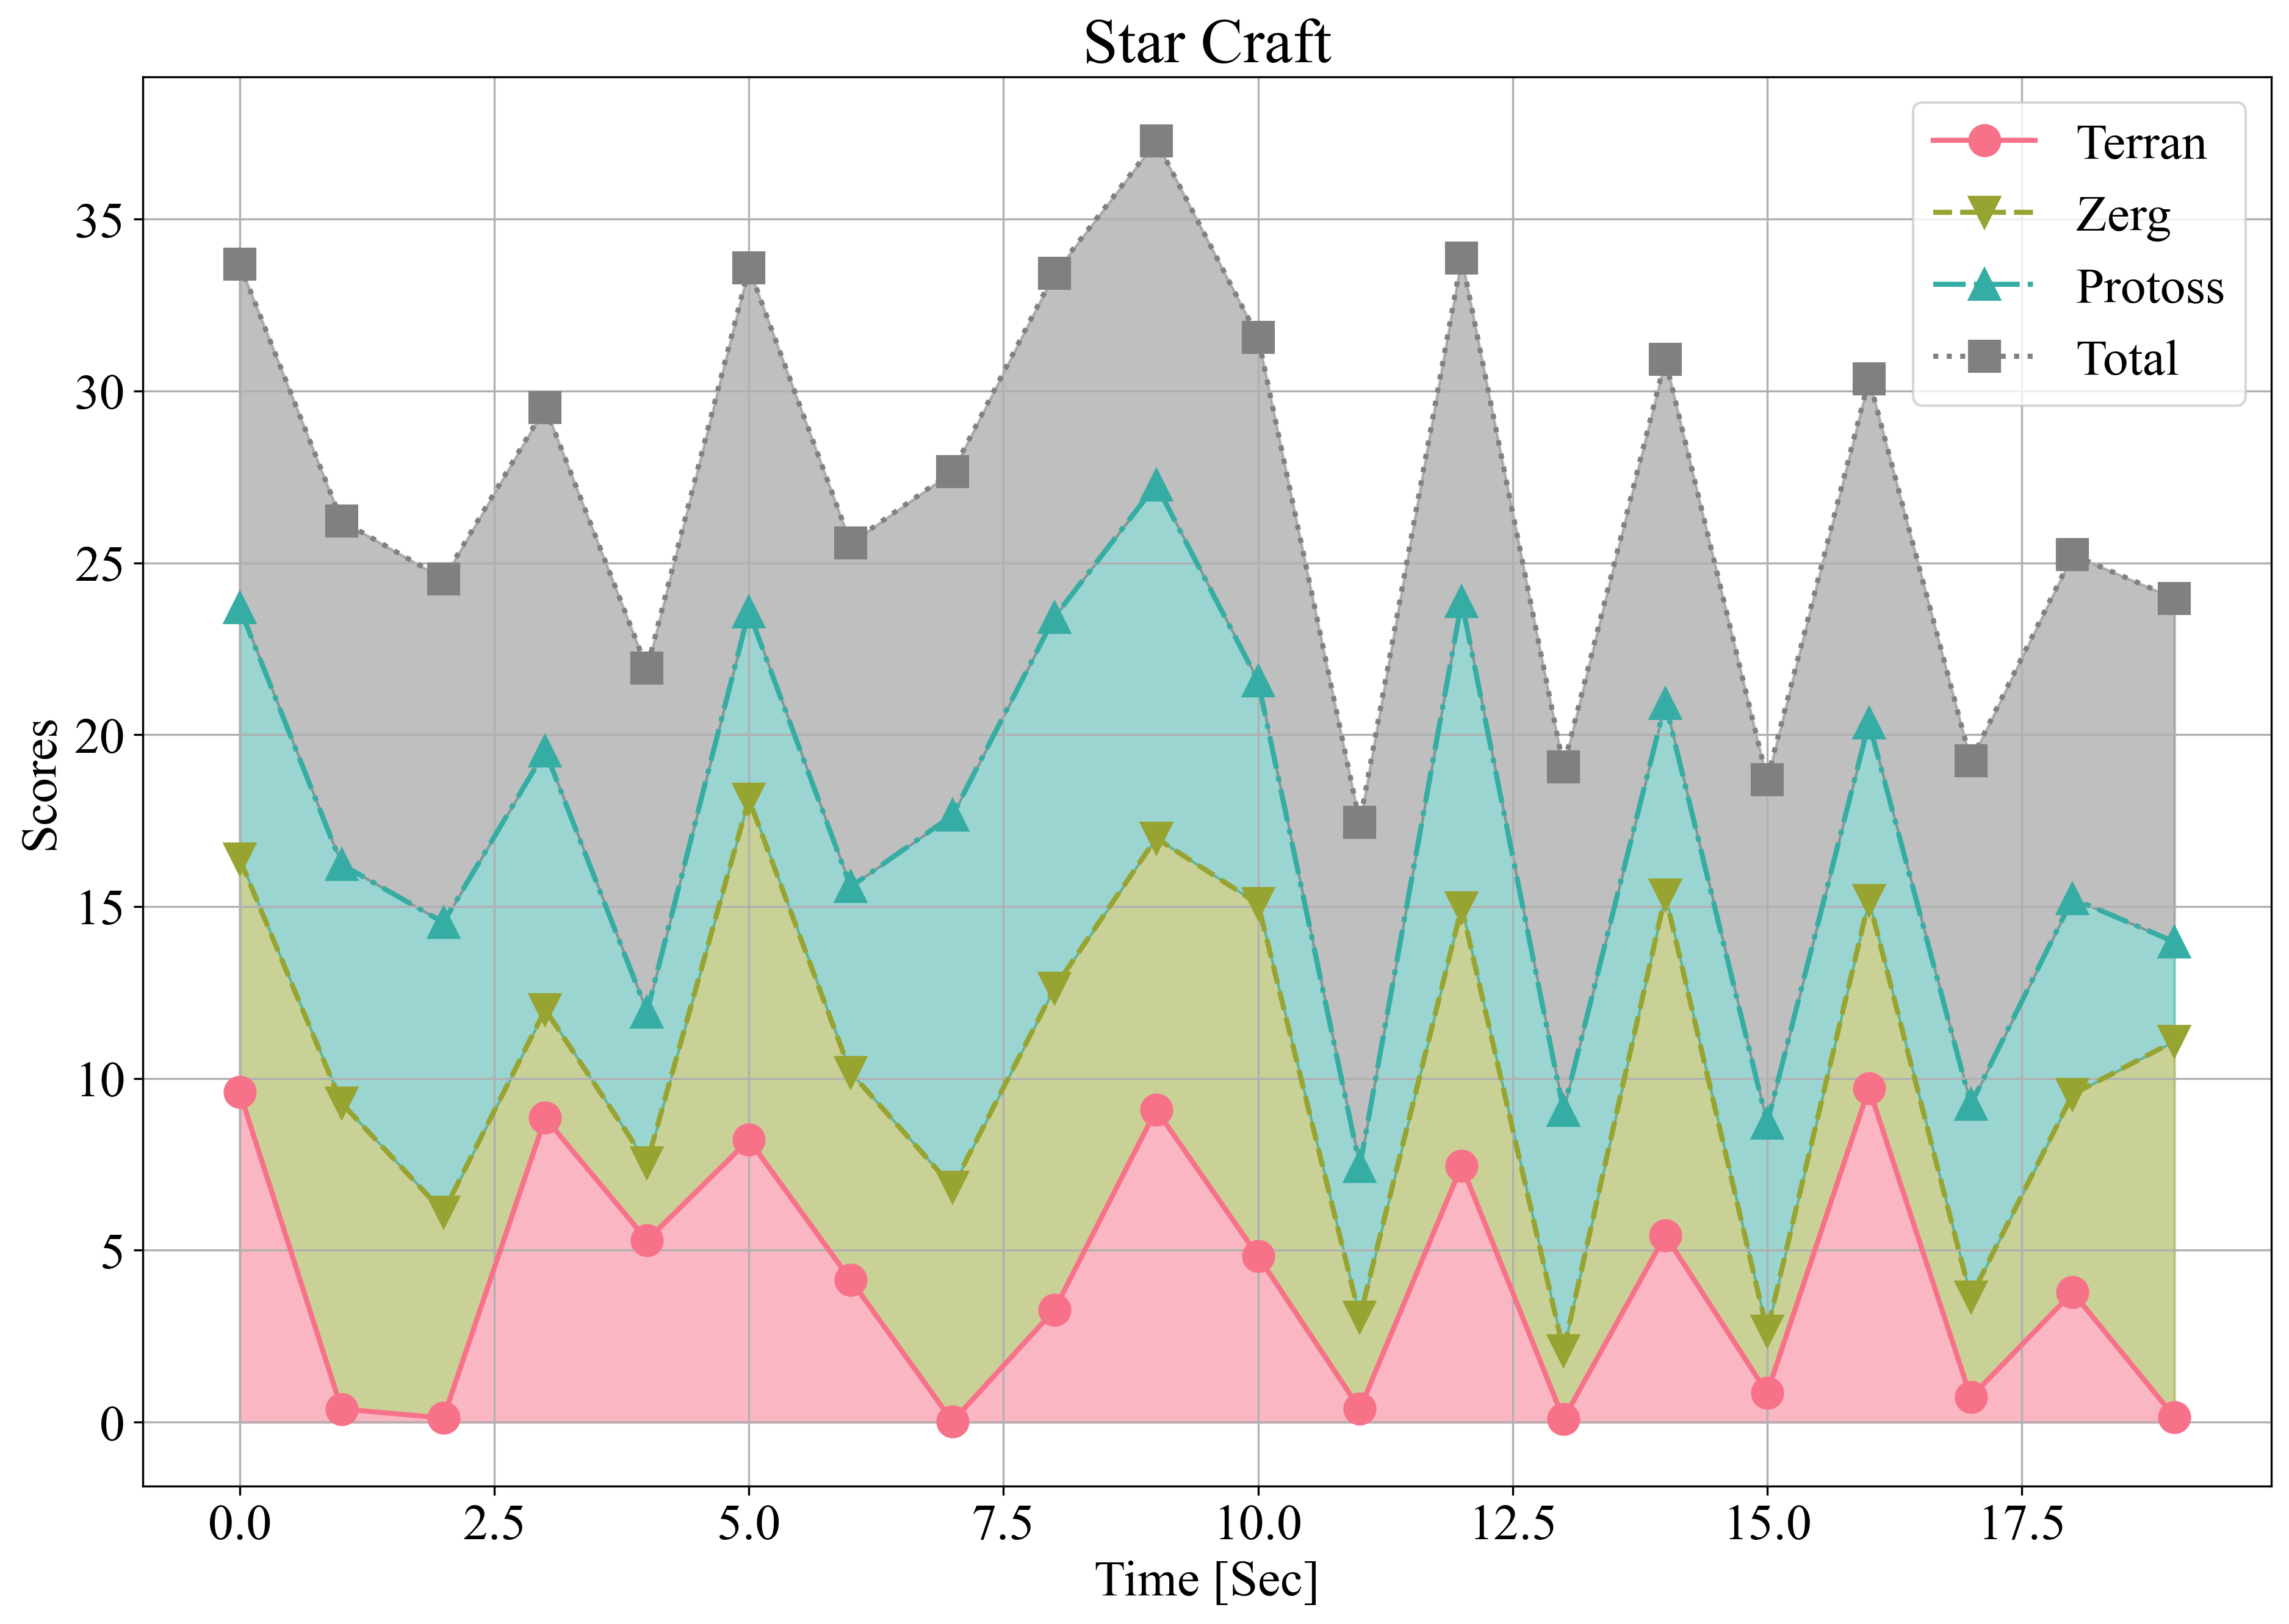 Star Craft
Terran
Zerg
Protoss
Total
Scores
35
30
25
20
15
10
5
0
0.0 2.5 5.0 7.5 10.0 12.5 15.0 17.5
Time [Sec]